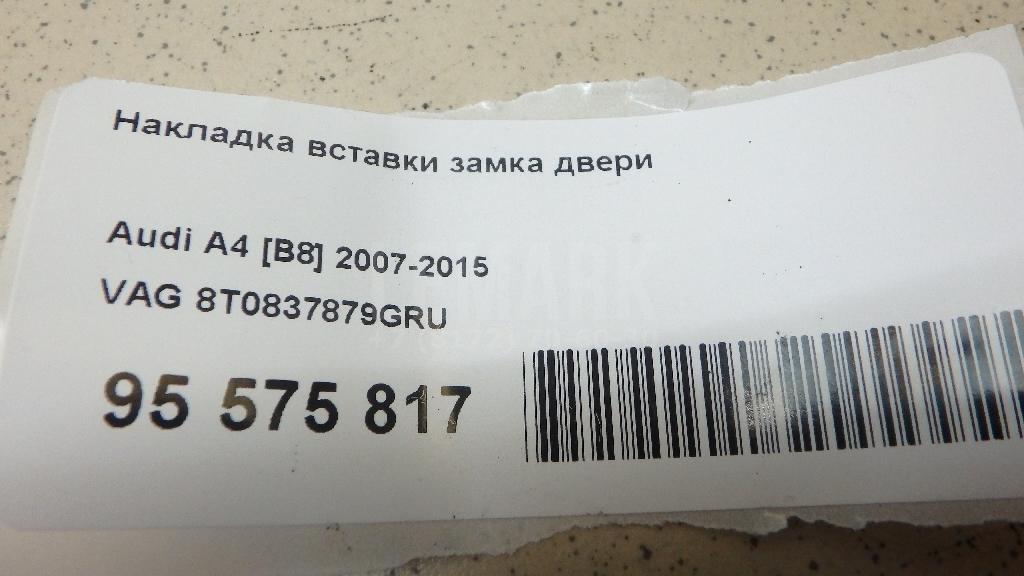 Накладка вставки замка двери
Audi A4 [B8] 2007-2015
VAG 8T0837879GRU
95 575 817